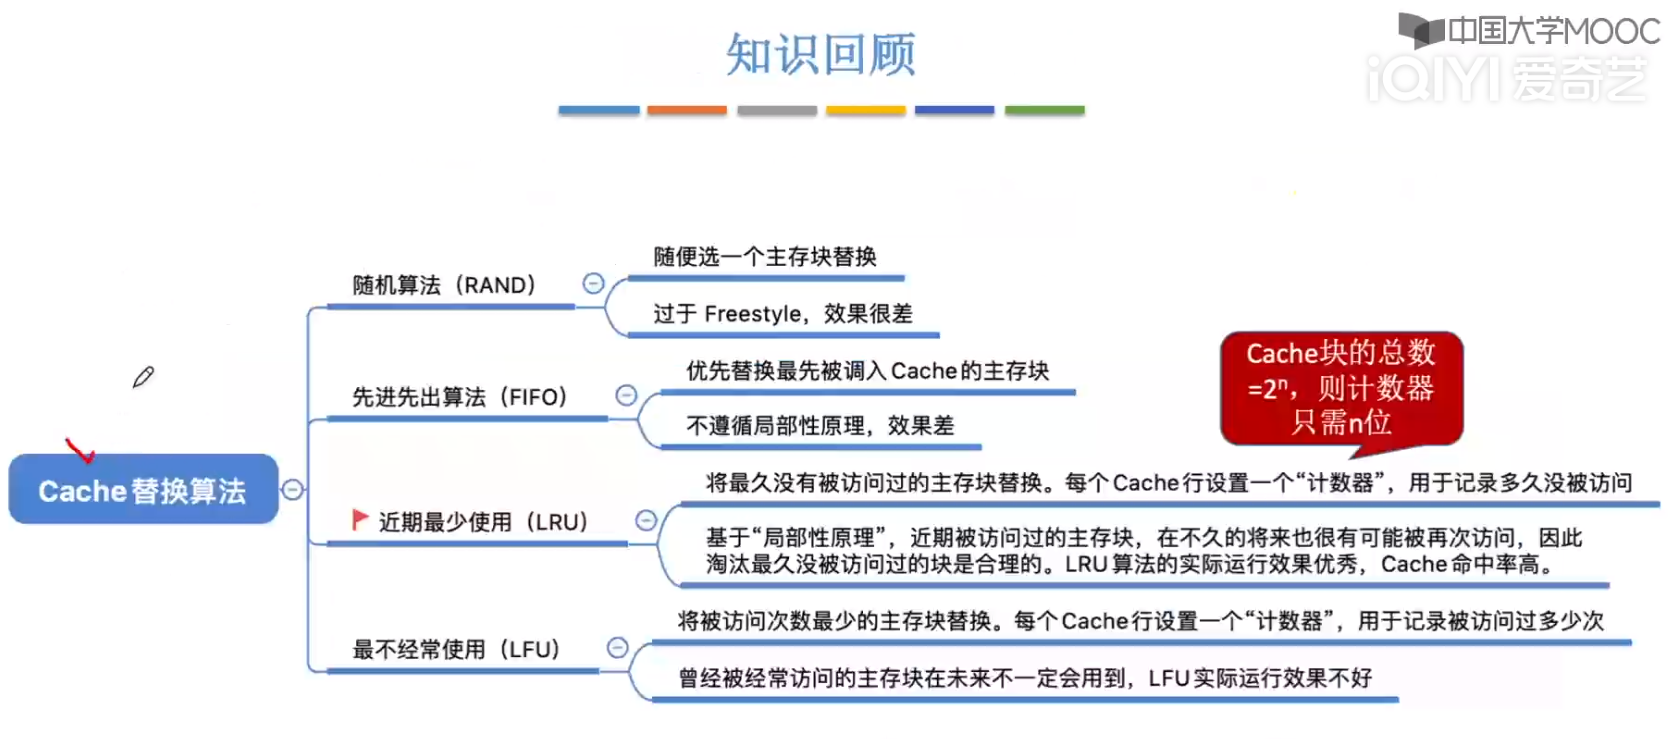 中国大学MOOC
iQIYI 爱奇艺
知识回顾
随机算法（RAND）
随便选一个主存块替换
过于 Freestyle，效果很差
先进先出算法（FIFO）
优先替换最先被调入Cache的主存块
不遵循局部性原理，效果差
Cache块的总数
=2ⁿ，则计数器
只需n位
Cache替换算法
近期最少使用（LRU）
将最久没有被访问过的主存块替换。每个Cache行设置一个“计数器”，用于记录多久没被访问
基于“局部性原理”，近期被访问过的主存块，在不久的将来也很有可能被再次访问，因此
淘汰最久没被访问过的块是合理的。LRU算法的实际运行效果优秀，Cache命中率高。
最不经常使用（LFU）
将被访问次数最少的主存块替换。每个Cache行设置一个“计数器”，用于记录被访问过多少次
曾经被经常访问的主存块在未来不一定会用到，LFU实际运行效果不好